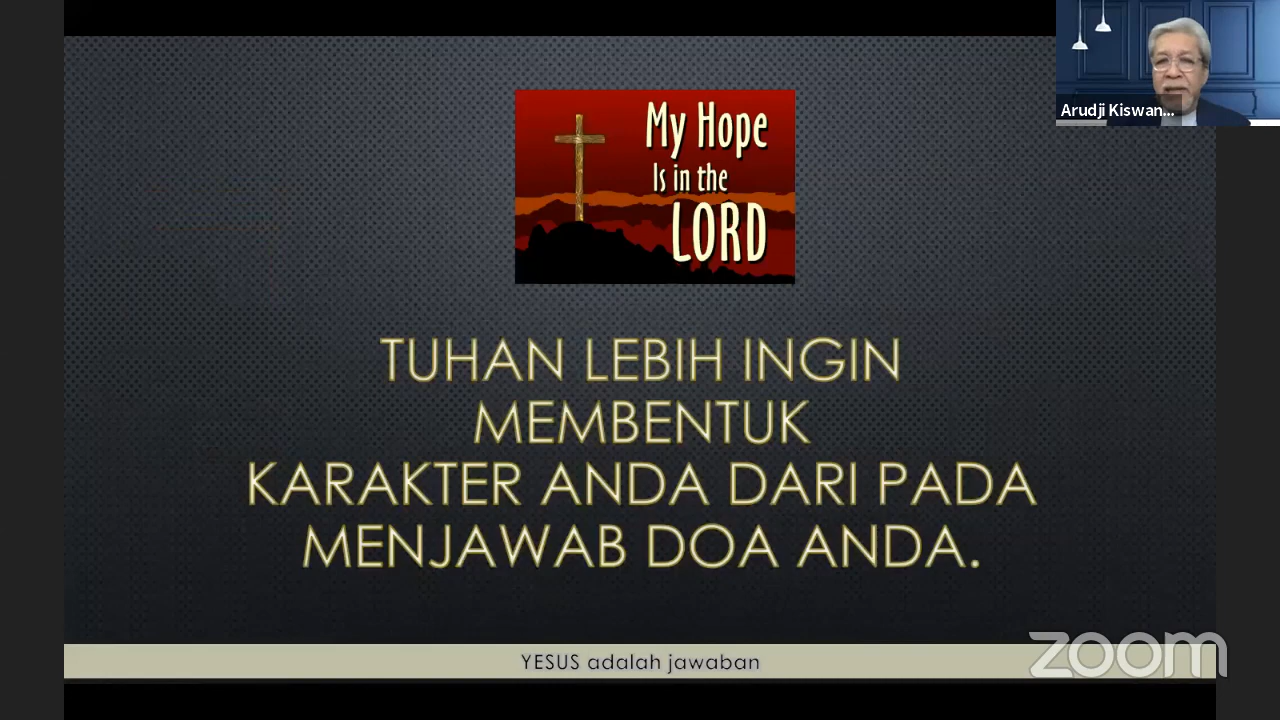 Arudji Kiswan...
My Hope
Is in the
LORD
TUHAN LEBIH INGIN
MEMBENTUK
KARAKTER ANDA DARI PADA
MENJAWAB DOA ANDA.
YESUS adalah jawaban
zoom